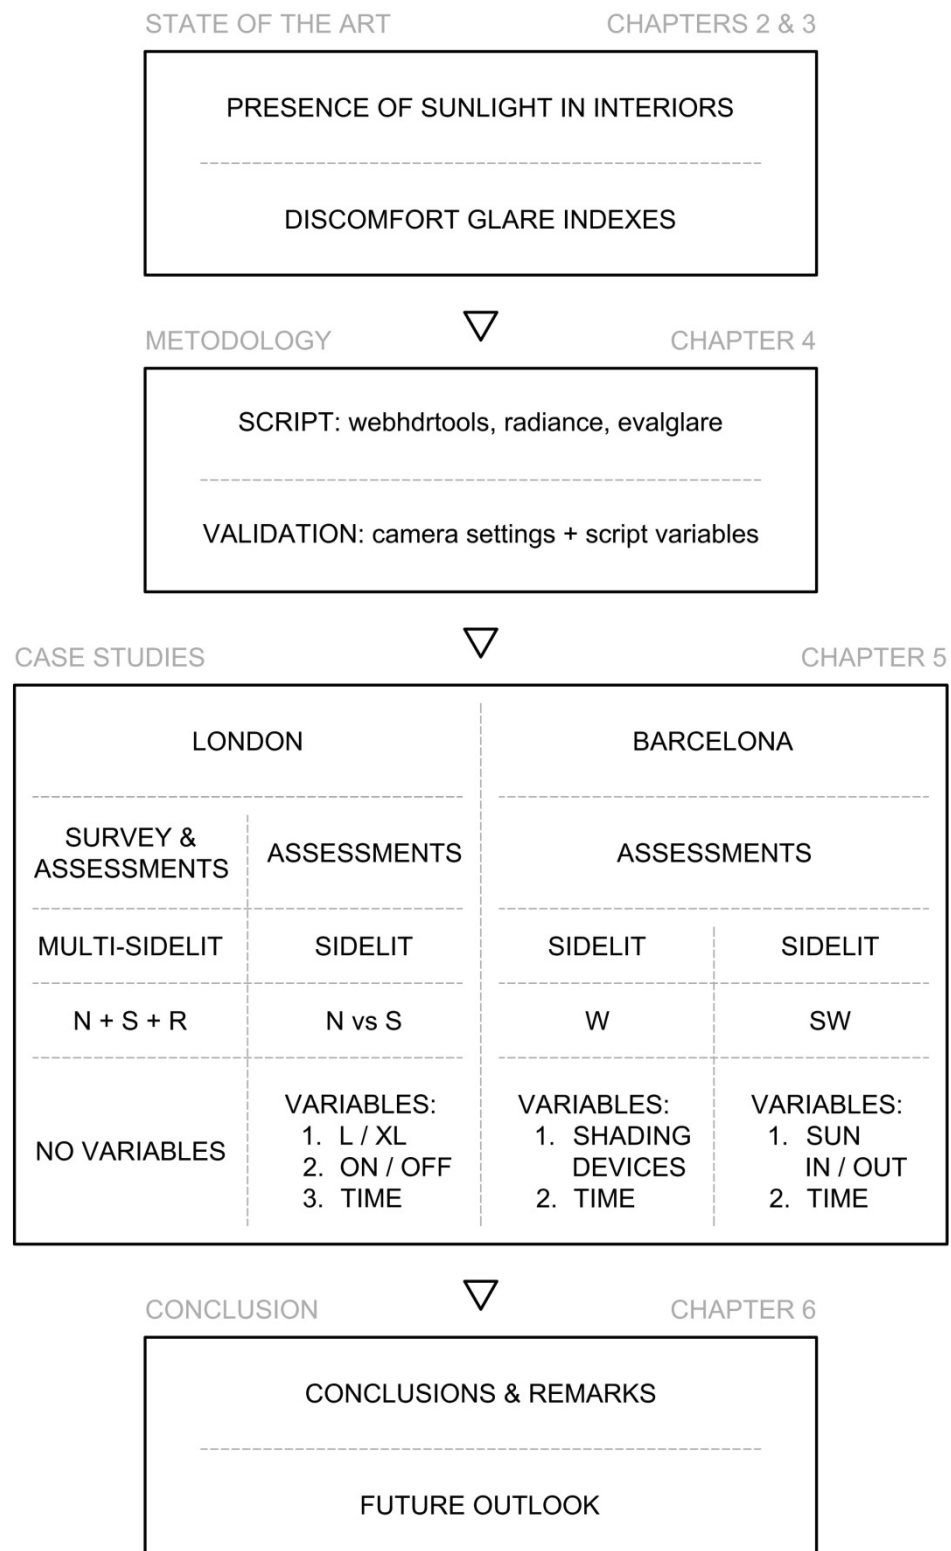 STATE OF THE ART CHAPTERS 2 & 3
PRESENCE OF SUNLIGHT IN INTERIORS
DISCOMFORT GLARE INDEXES
METODOLOGY CHAPTER 4
SCRIPT: webhdrtools, radiance, evalglare
VALIDATION: camera settings + script variables
CASE STUDIES CHAPTER 5
LONDON BARCELONA
SURVEY &
ASSESSMENTS
ASSESSMENTS
ASSESSMENTS
MULTI-SIDELIT SIDELIT SIDELIT SIDELIT
N + S + R N vs S W SW
NO VARIABLES
VARIABLES:
1. L / XL
2. ON / OFF
3. TIME
VARIABLES:
1. SHADING
DEVICES
2. TIME
VARIABLES:
1. SUN
IN / OUT
2. TIME
CONCLUSION CHAPTER 6
CONCLUSIONS & REMARKS
FUTURE OUTLOOK